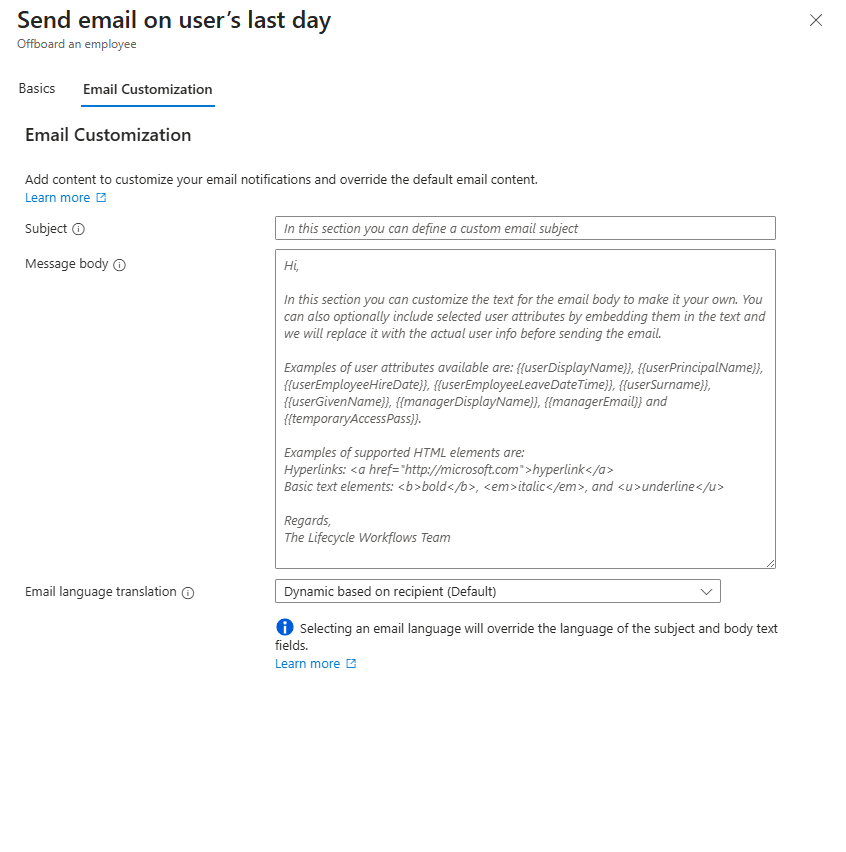 Send email on user's last day
Offboard an employee
Basics
Email Customization
Email Customization
Add content to customize your email notifications and override the default email content.
Learn more
Subject
In this section you can define a custom email subject
Message body
Hi,
In this section you can customize the text for the email body to make it your own. You
can also optionally include selected user attributes by embedding them in the text and
we will replace it with the actual user info before sending the email.
Examples of user attributes available are: {{userDisplayName}}, {{userPrincipalName}},
{{userEmployeeHireDate}}, {{userEmployeeLeaveDateTime}}, {{userSurname}},
{{userGivenName}}, {{managerDisplayName}}, {{managerEmail}} and
{{temporaryAccessPass}}.
Examples of supported HTML elements are:
Hyperlinks: <a href="http://microsoft.com">hyperlink</a>
Basic text elements: <b>bold</b>, <em>italic</em>, and <u>underline</u>
Regards,
The Lifecycle Workflows Team
Email language translation
Dynamic based on recipient (Default)
Selecting an email language will override the language of the subject and body text
fields.
Learn more